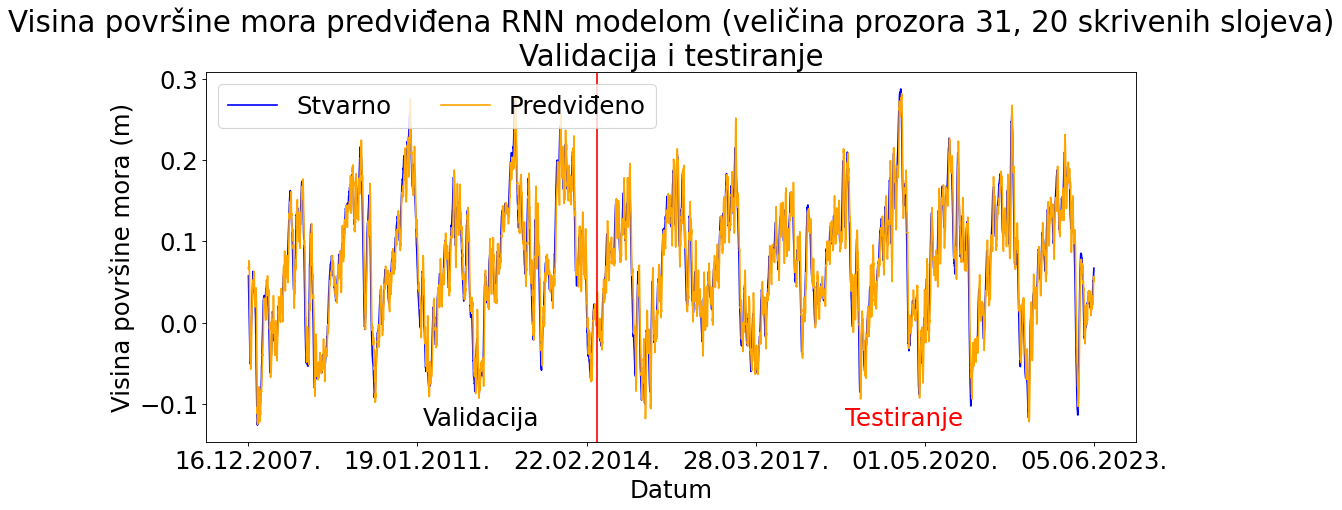 Visina površine mora predviđena RNN modelom (veličina prozora 31, 20 skrivenih slojeva)
Validacija i testiranje
Stvarno
Predviđeno
Visina površine mora (m)
0.3
0.2
0.1
0.0
−0.1
Validacija
Testiranje
16.12.2007.
19.01.2011.
22.02.2014.
28.03.2017.
01.05.2020.
05.06.2023.
Datum